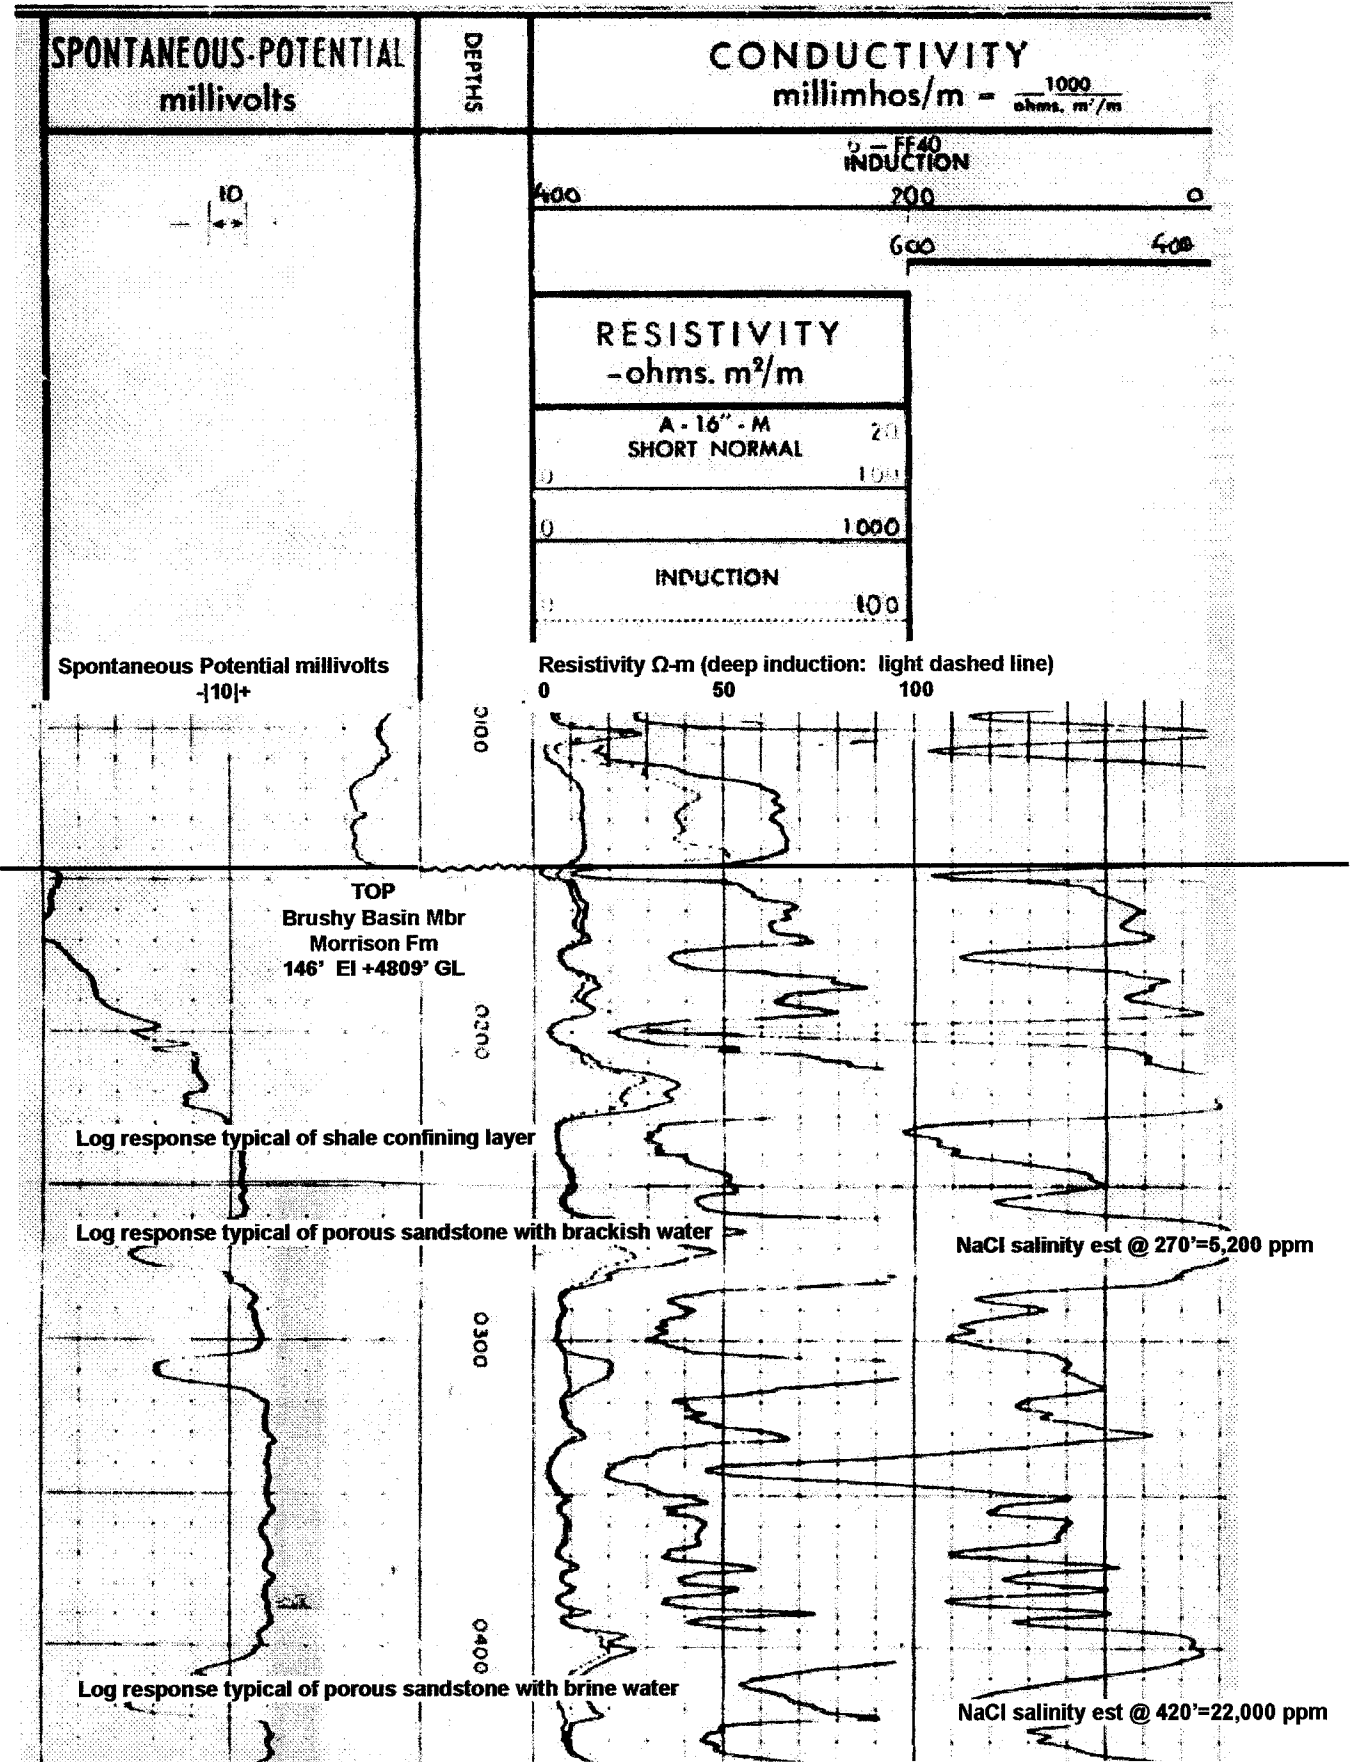 SPONTANEOUS-POTENTIAL
millivolts
DEPTHS
CONDUCTIVITY
millimhos/m = 1000
ohms. m²/m
FF40
INDUCTION
10
400 200 0
600 400
RESISTIVITY
-ohms. m²/m
A - 16" - M
SHORT NORMAL
20
0 100
0 1000
INDUCTION
100
Spontaneous Potential millivolts
-|10|+
Resistivity Ω-m (deep induction: light dashed line)
0 50 100
0100
TOP
Brushy Basin Mbr
Morrison Fm
146' El +4809' GL
0200
Log response typical of shale confining layer
Log response typical of porous sandstone with brackish water
NaCl salinity est @ 270'=5,200 ppm
0300
0400
Log response typical of porous sandstone with brine water
NaCl salinity est @ 420'=22,000 ppm